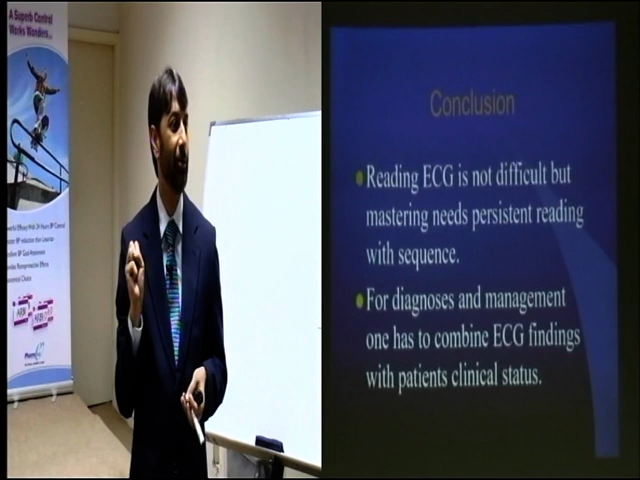 A Superb Control
Works Wonders...
Conclusion
Reading ECG is not difficult but
mastering needs persistent reading
with sequence.
For diagnoses and management
one has to combine ECG findings
with patients clinical status.